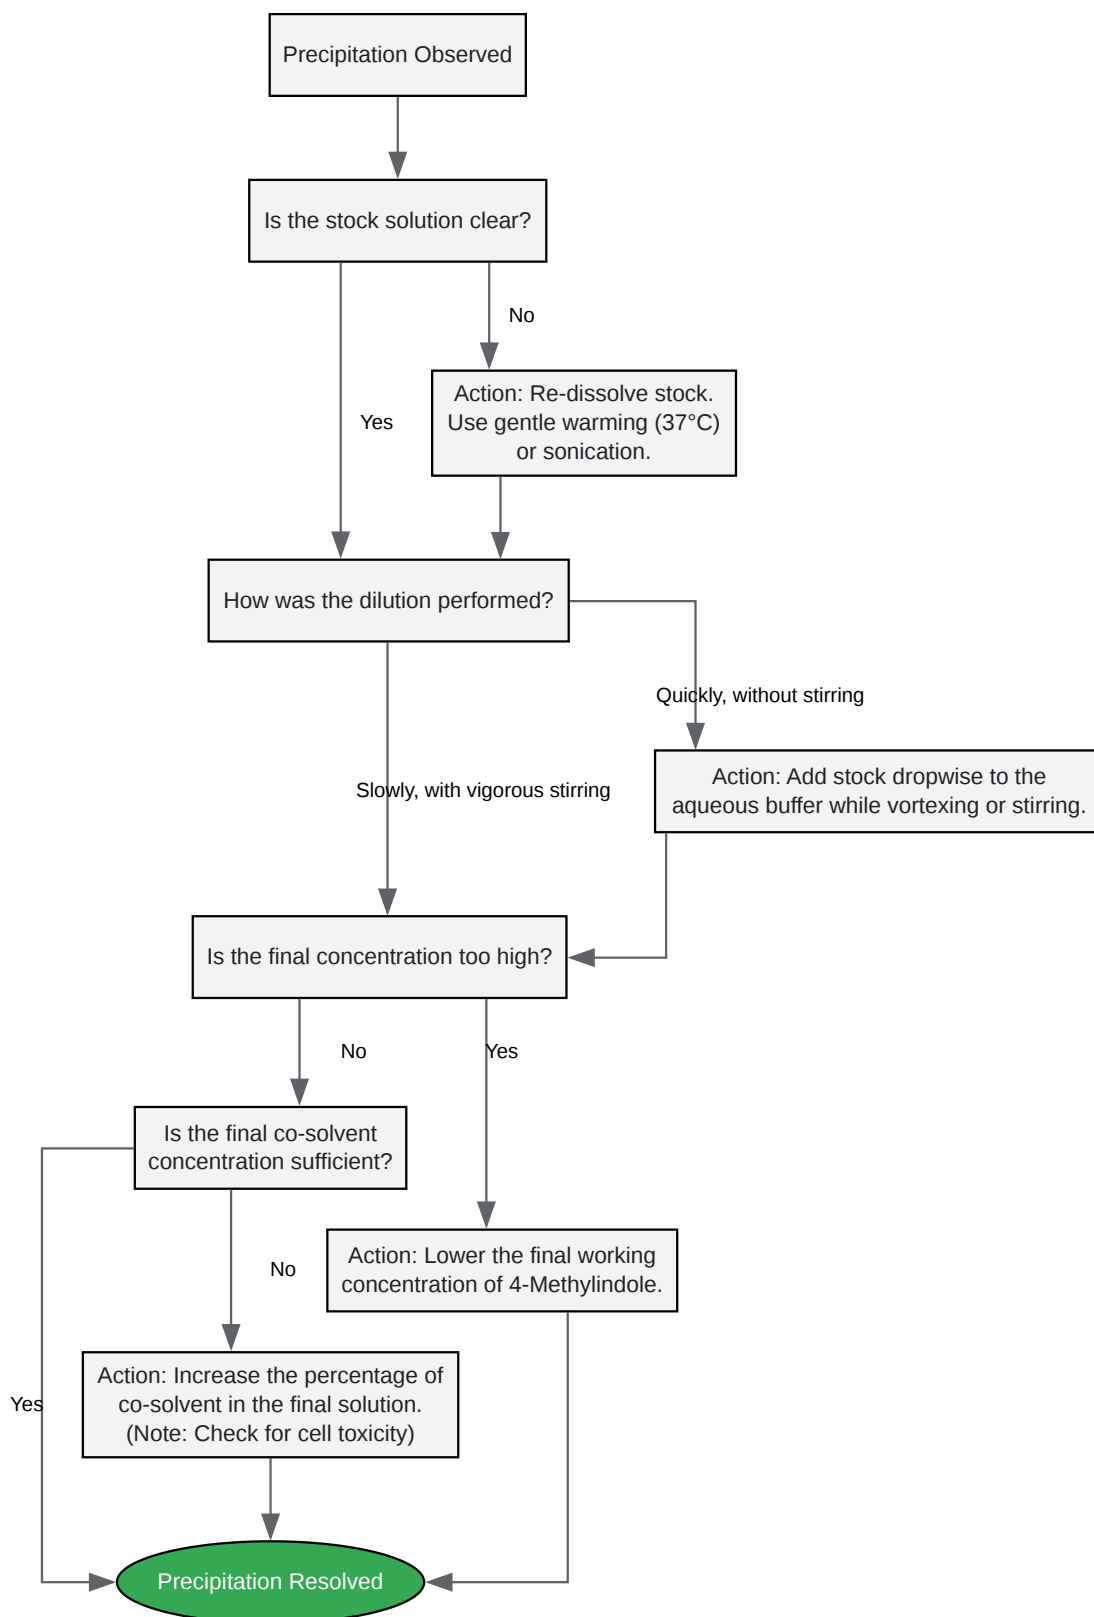 Precipitation Observed
Is the stock solution clear?
No
Action: Re-dissolve stock.
Use gentle warming (37°C)
or sonication.
Yes
How was the dilution performed?
Quickly, without stirring
Slowly, with vigorous stirring
Action: Add stock dropwise to the
aqueous buffer while vortexing or stirring.
Is the final concentration too high?
No
Yes
Is the final co-solvent
concentration sufficient?
Action: Lower the final working
concentration of 4-Methylindole.
No
Action: Increase the percentage of
co-solvent in the final solution.
(Note: Check for cell toxicity)
Yes
Precipitation Resolved